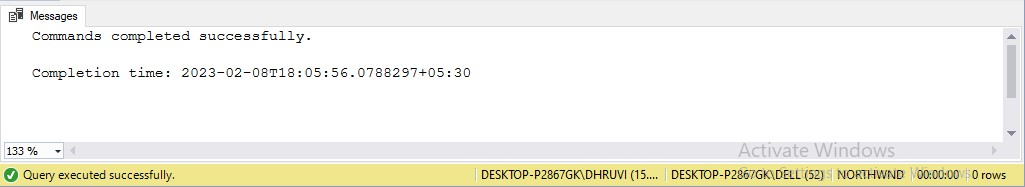 Messages
Commands completed successfully.
Completion time: 2023-02-08T18:05:56.0788297+05:30
133 %
Activate Windows
Query executed successfully.
DESKTOP-P2867GK\DHRUVI (15.... DESKTOP-P2867GK\DELL (52) NORTHWND 00:00:00 0 rows